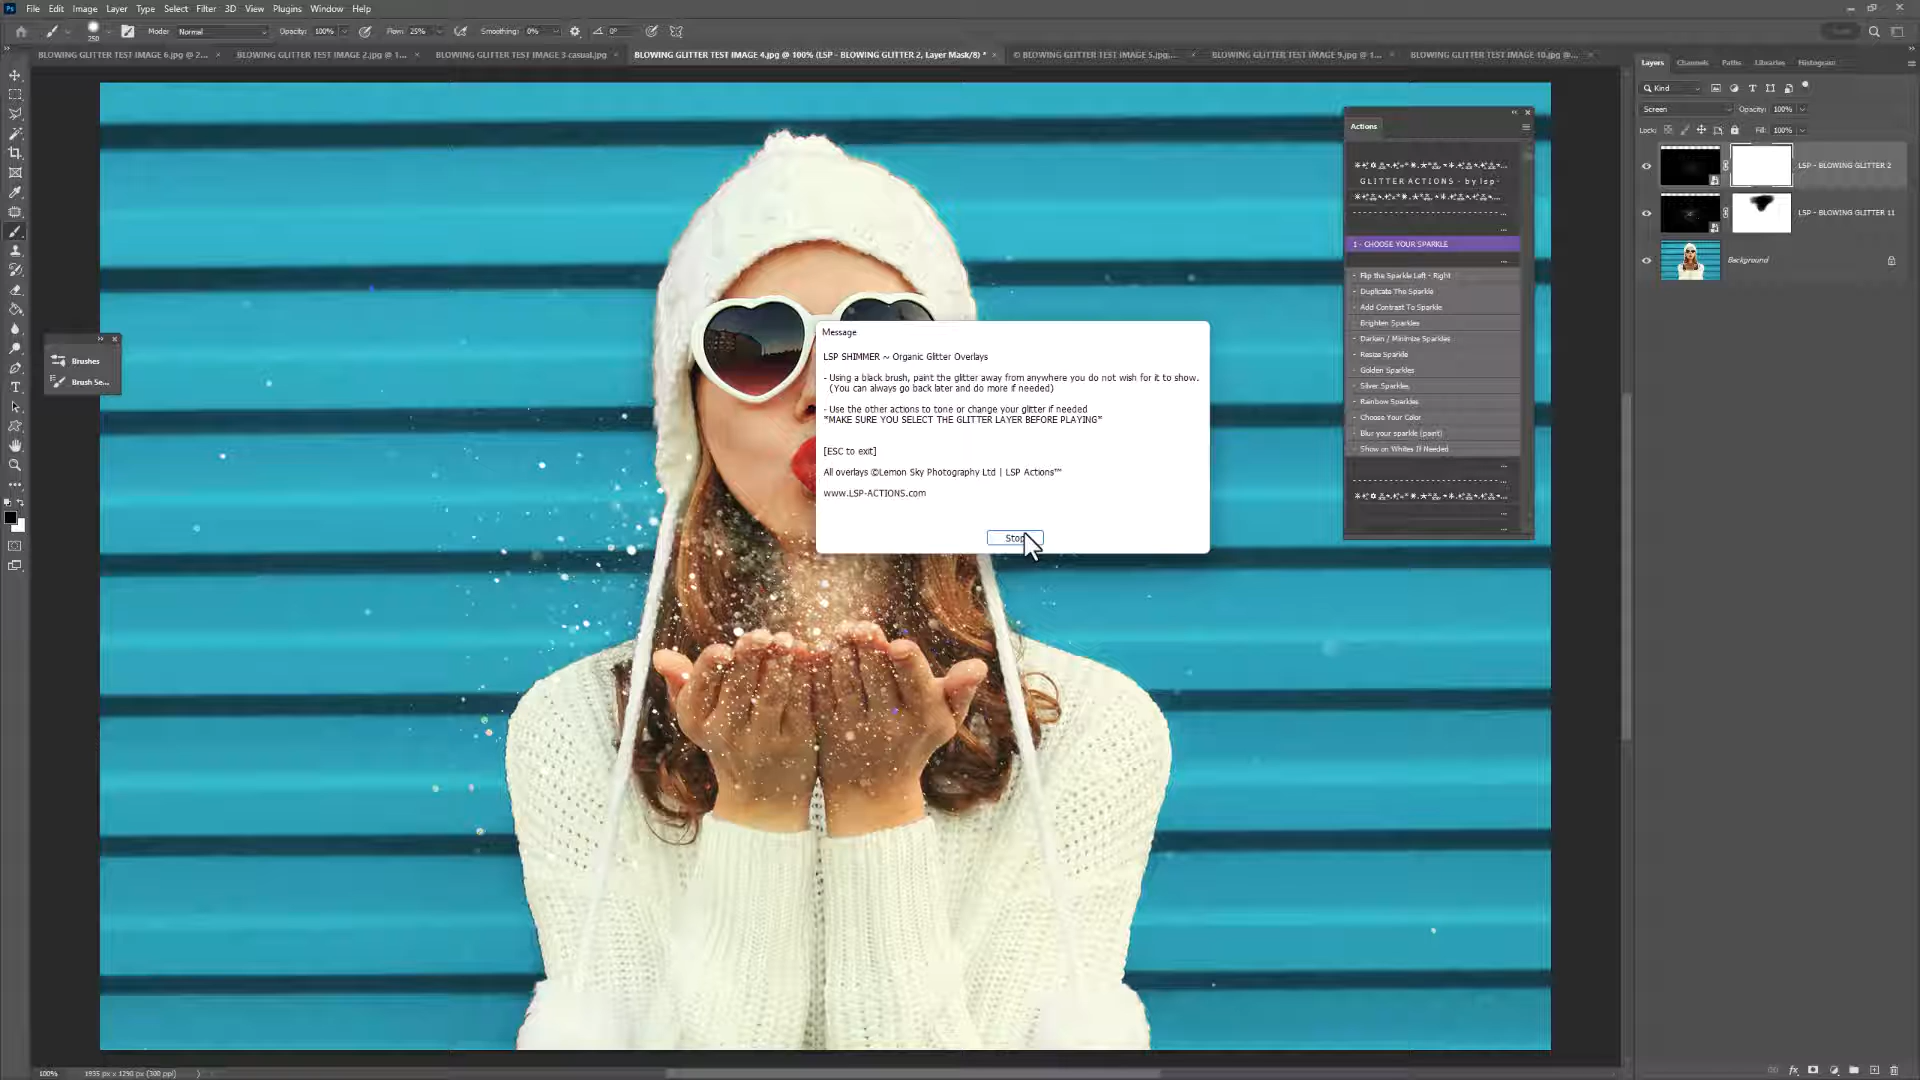 File Edit Image Layer Type Select Filter 3D View Plugins Window Help
250 Mode: Normal Opacity: 100% Flow: 25% Smoothing: 0% 0°
BLOWING GLITTER TEST IMAGE 6.jpg @ 2... × BLOWING GLITTER TEST IMAGE 2.jpg @ 1... × BLOWING GLITTER TEST IMAGE 3 casual.jpg × BLOWING GLITTER TEST IMAGE 4.jpg @ 100% (LSP - BLOWING GLITTER 2, Layer Mask/8) * × © BLOWING GLITTER TEST IMAGE 5.jpg... × BLOWING GLITTER TEST IMAGE 9.jpg @ 1... × BLOWING GLITTER TEST IMAGE 10.jpg @... ×
Brushes
Brush Se...
Message
LSP SHIMMER ~ Organic Glitter Overlays
- Using a black brush, paint the glitter away from anywhere you do not wish for it to show.
(You can always go back later and do more if needed)
- Use the other actions to tone or change your glitter if needed
*MAKE SURE YOU SELECT THE GLITTER LAYER BEFORE PLAYING*
[ESC to exit]
All overlays ©Lemon Sky Photography Ltd | LSP Actions™
www.LSP-ACTIONS.com
Stop
Actions
GLITTER ACTIONS - by lsp -
1 - CHOOSE YOUR SPARKLE
- Flip the Sparkle Left - Right
- Duplicate The Sparkle
- Add Contrast To Sparkle
- Brighten Sparkles
- Darken / Minimize Sparkles
- Resize Sparkle
- Golden Sparkles
- Silver Sparkles
- Rainbow Sparkles
- Choose Your Color
- Blur your sparkle (paint)
- Show on Whites If Needed
Layers Channels Paths Libraries Histogram
Kind
Screen Opacity: 100%
Lock: Fill: 100%
LSP - BLOWING GLITTER 2
LSP - BLOWING GLITTER 11
Background
100% 1935 px x 1290 px (300 ppi)